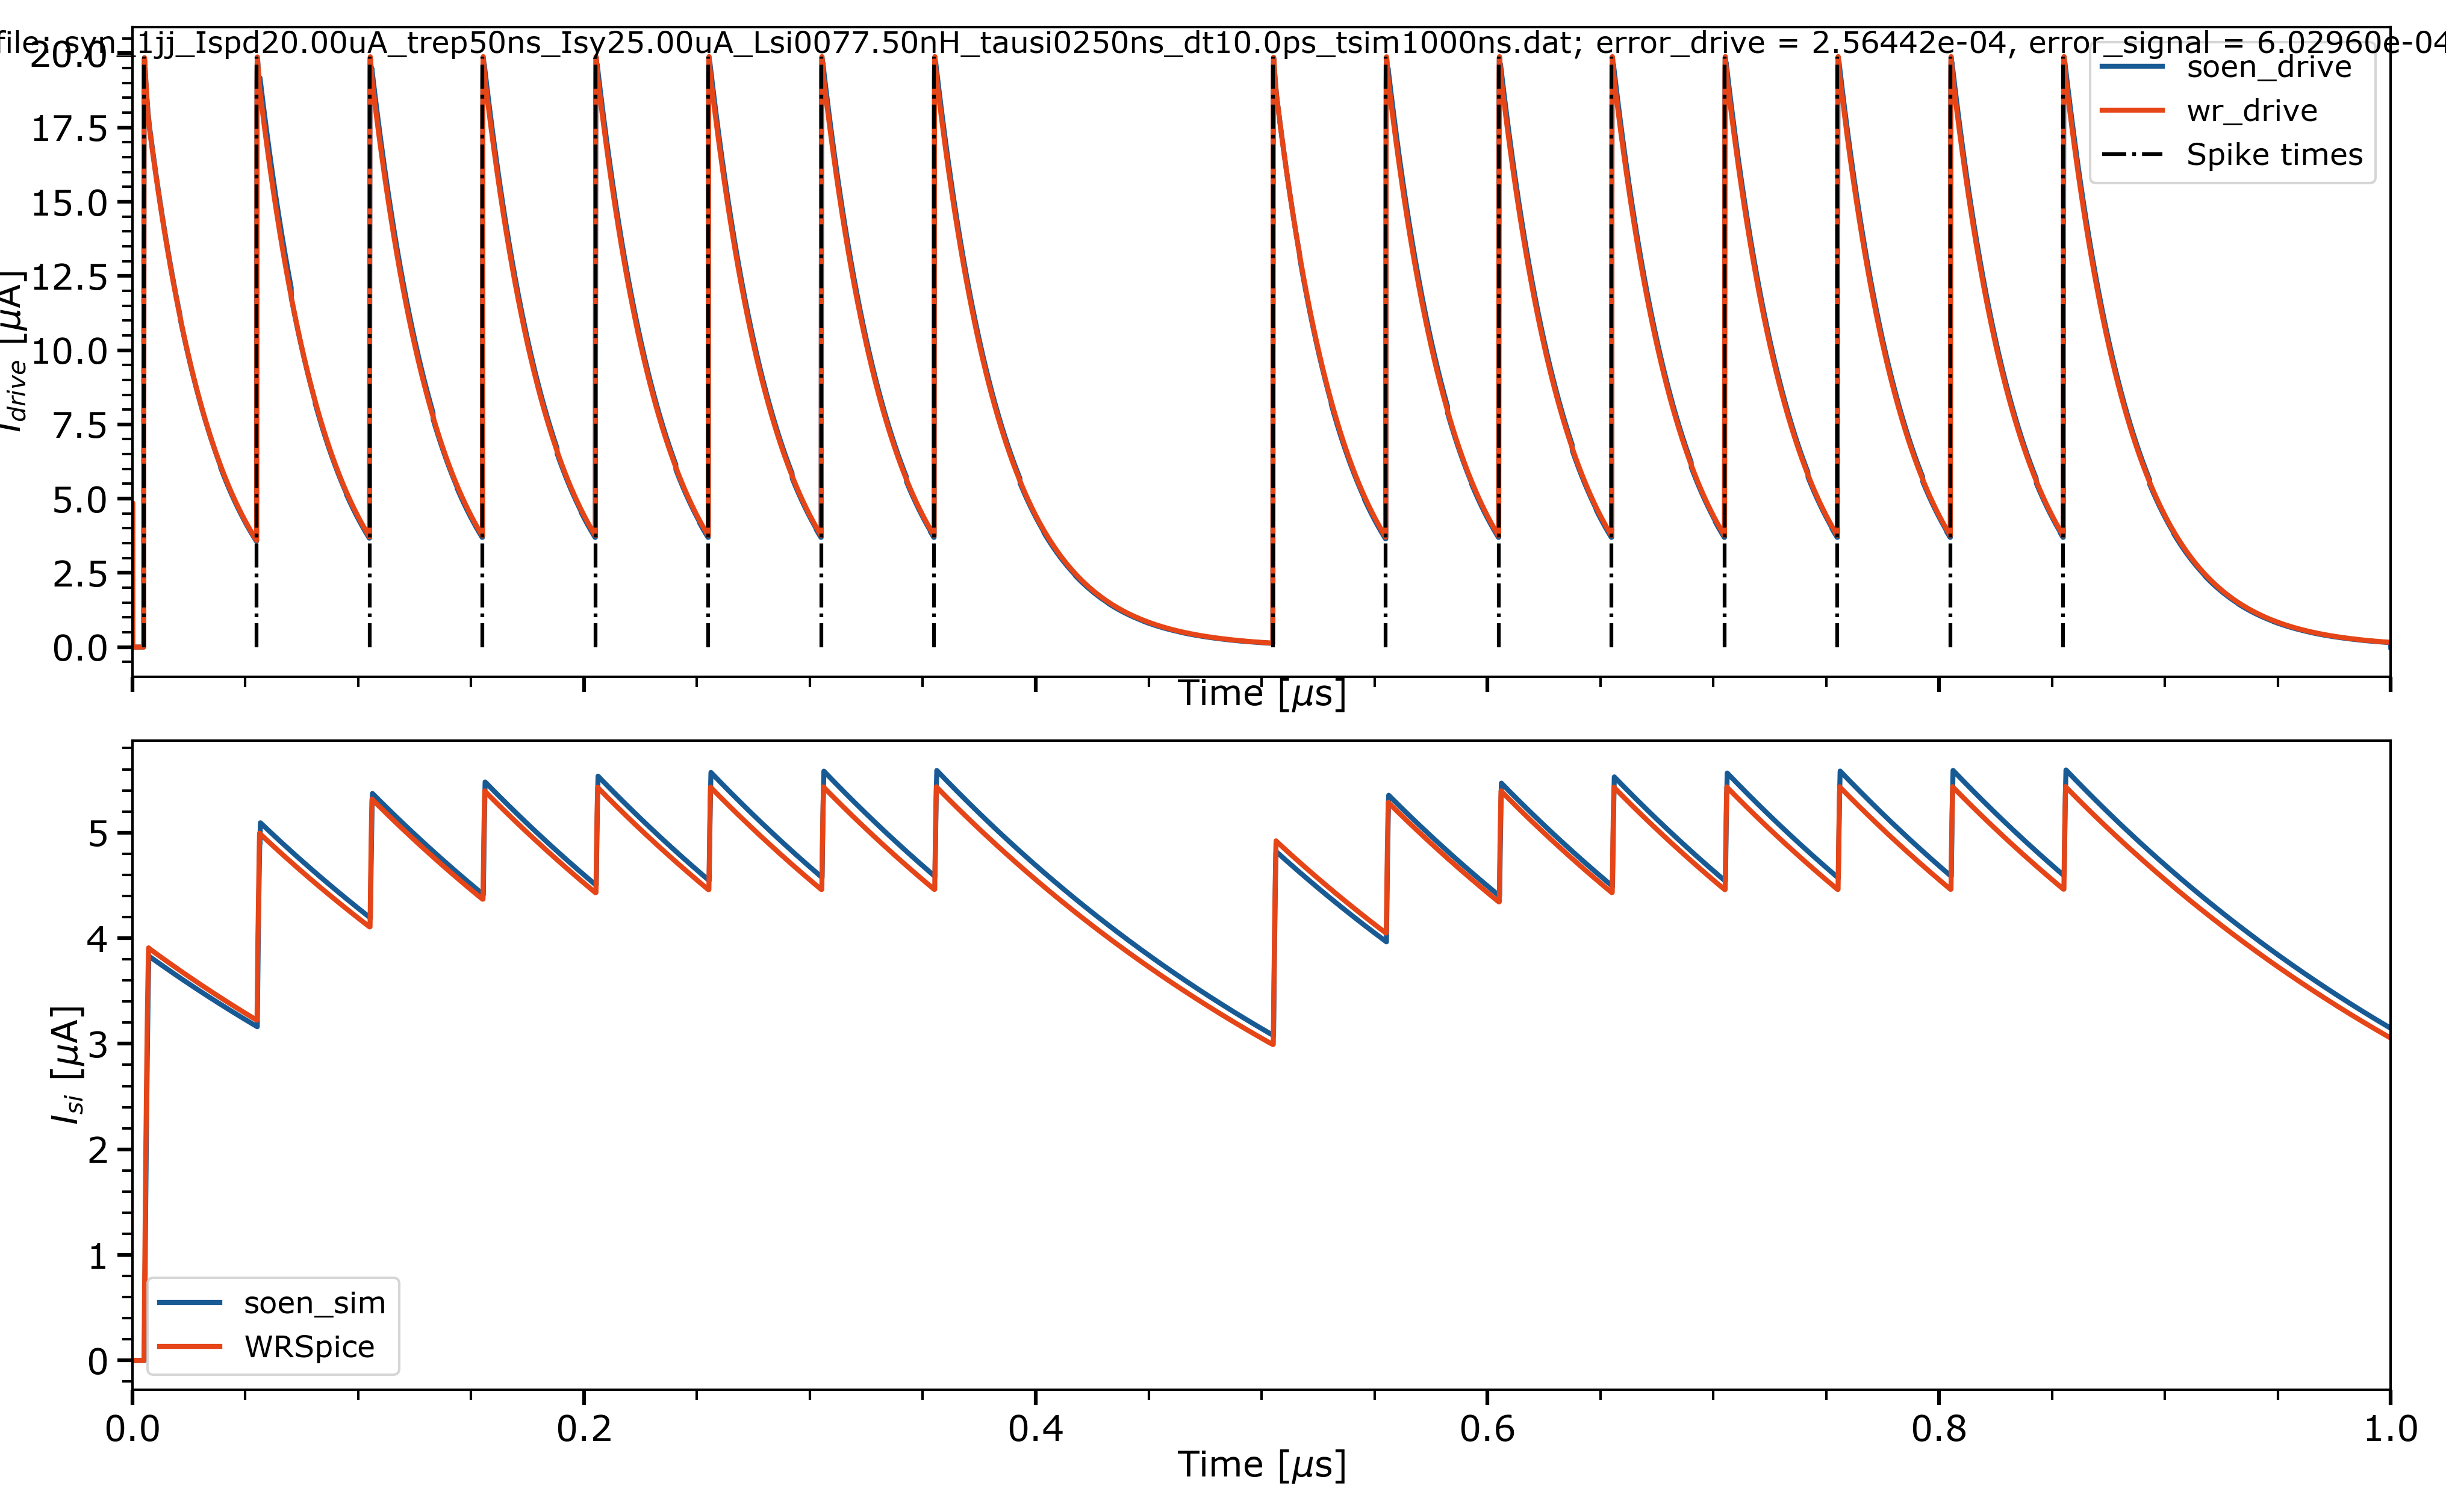 file: syn_1jj_Ispd20.00uA_trep50ns_Isy25.00uA_Lsi0077.50nH_tausi0250ns_dt10.0ps_tsim1000ns.dat; error_drive = 2.56442e-04, error_signal = 6.02960e-04
20.0
17.5
15.0
12.5
10.0
7.5
5.0
2.5
0.0
I_drive [μA]
soen_drive
wr_drive
Spike times
Time [μs]
5
4
3
2
1
0
I_si [μA]
soen_sim
WRSpice
0.0 0.2 0.4 0.6 0.8 1.0
Time [μs]